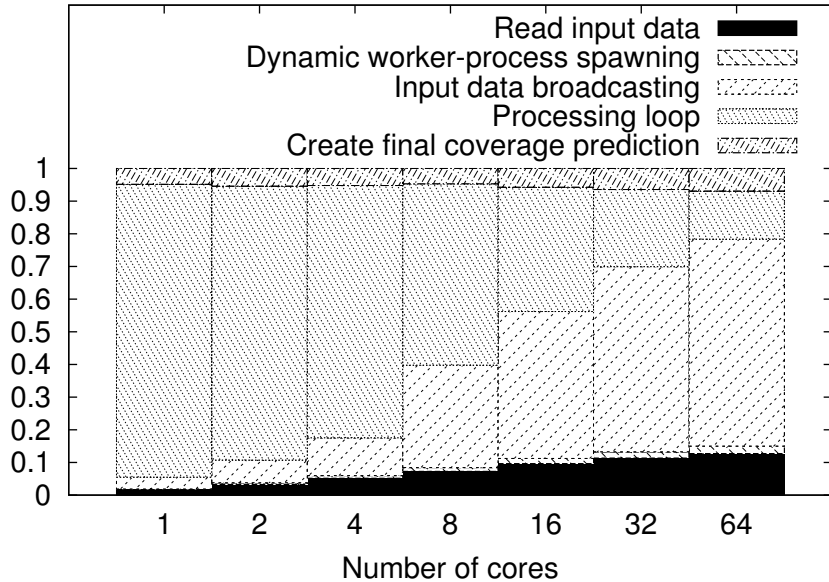 Read input data
Dynamic worker-process spawning
Input data broadcasting
Processing loop
Create final coverage prediction
1
0.9
0.8
0.7
0.6
0.5
0.4
0.3
0.2
0.1
0
1 2 4 8 16 32 64
Number of cores